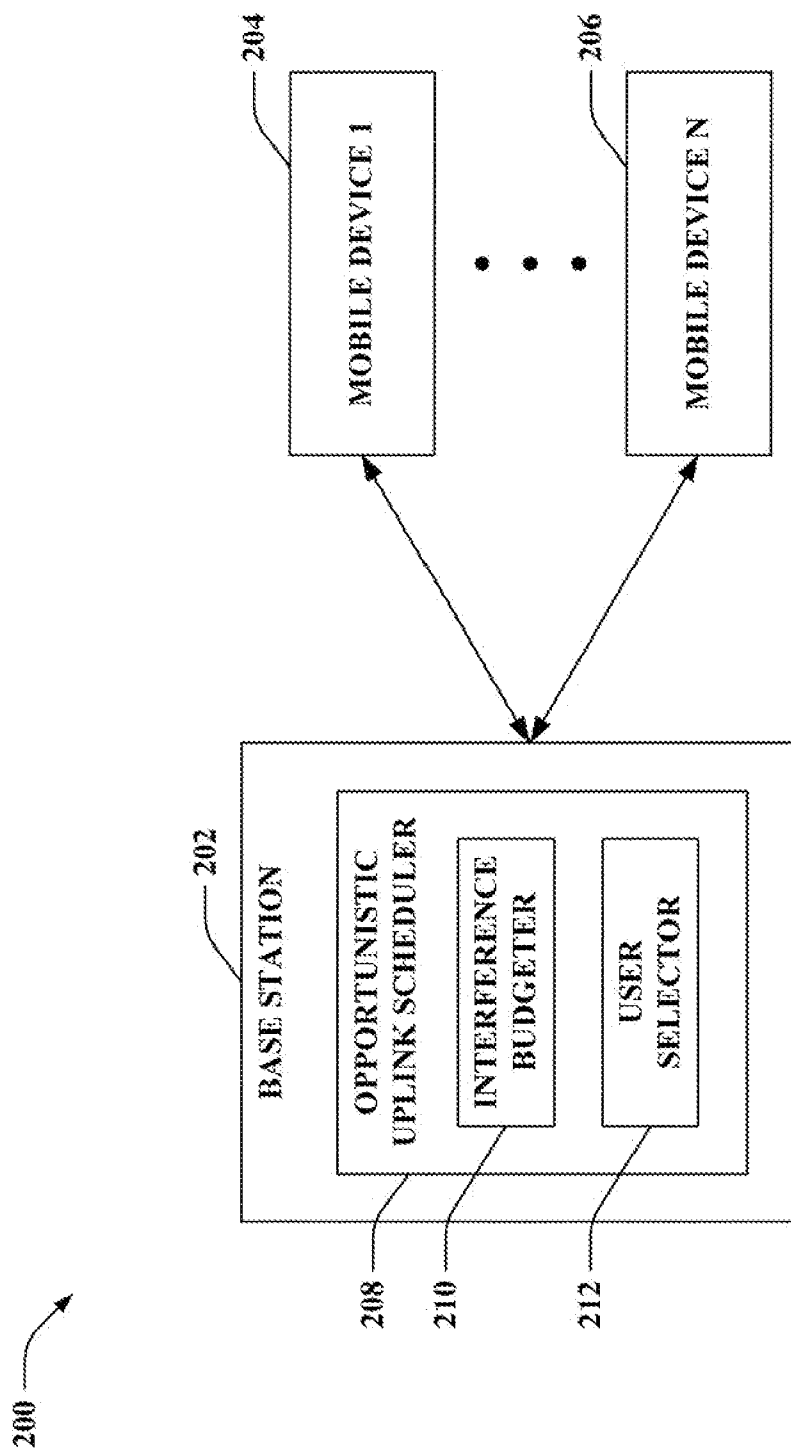 200
202
BASE STATION
OPPORTUNISTIC
UPLINK SCHEDULER
208
INTERFERENCE
BUDGETER
210
USER
SELECTOR
212
204
MOBILE DEVICE 1
206
MOBILE DEVICE N